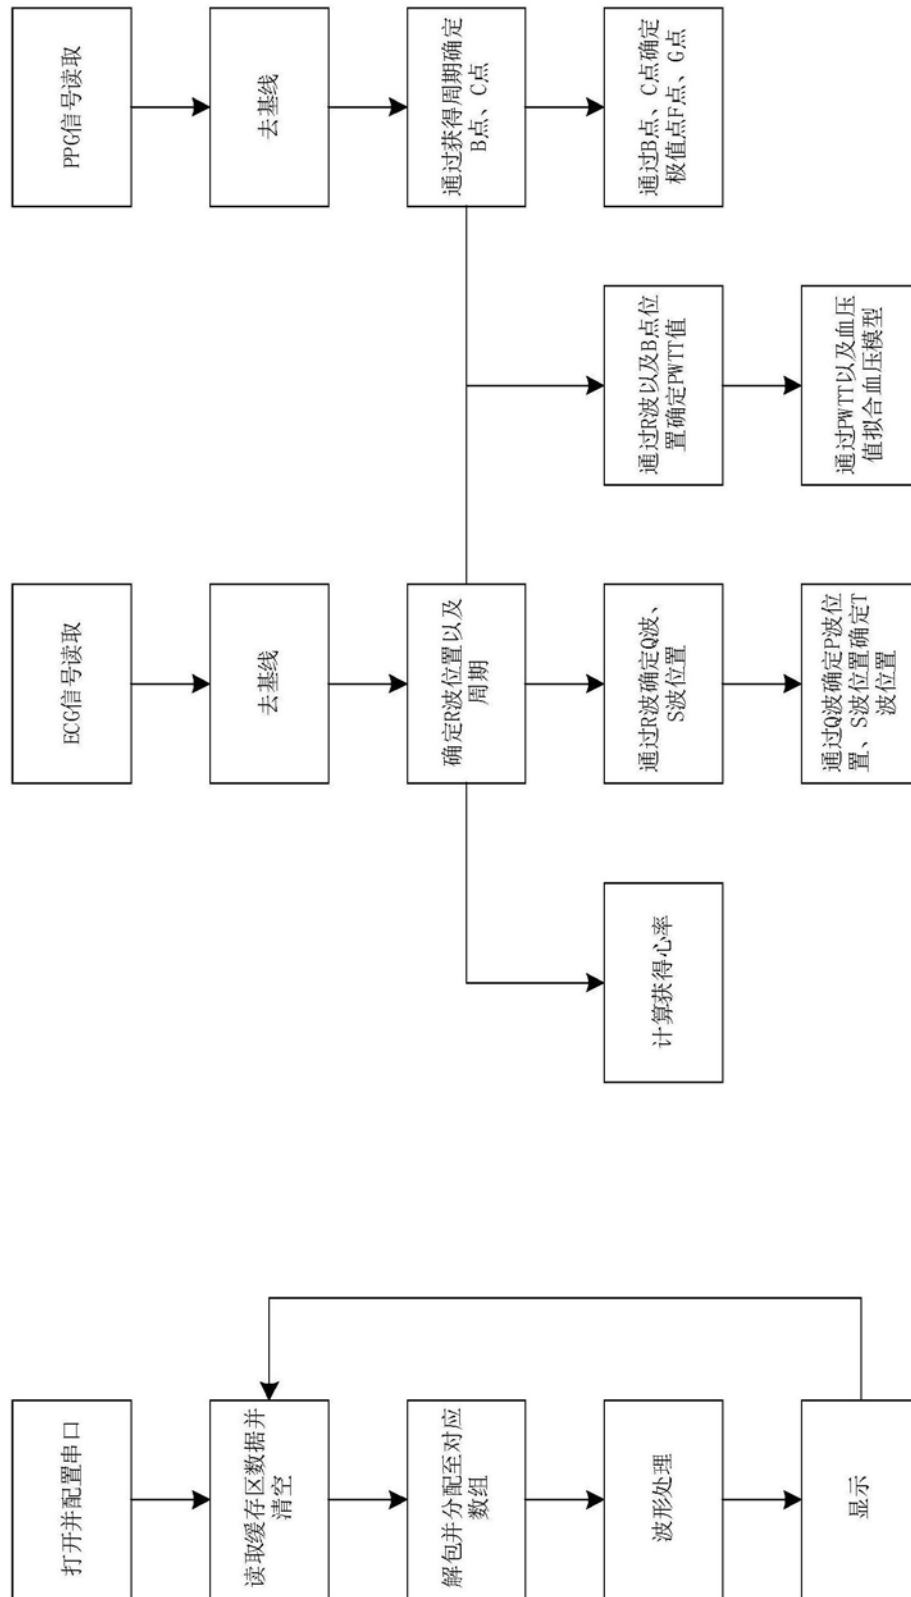 打开并配置串口
读取缓存区数据并
清空
解包并分配至对应
数组
波形处理
显示
计算获得心率
ECG信号读取
去基线
确定R波位置以及
周期
通过R波确定Q波、
S波位置
通过Q波确定P波位
置、S波位置确定T
波位置
通过R波以及B点位
置确定PWTT值
通过PWTT以及血压
值拟合血压模型
PPG信号读取
去基线
通过获得周期确定
B点、C点
通过B点、C点确定
极值点F点、G点